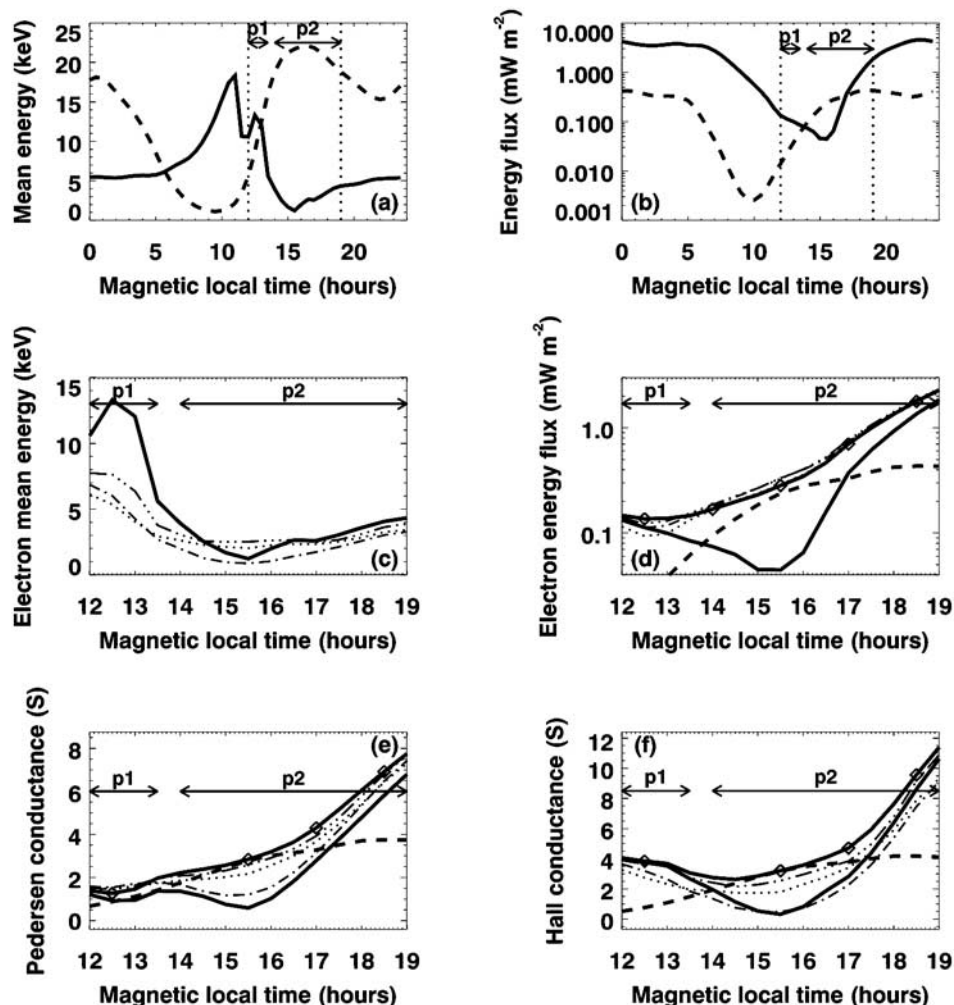 Mean energy (keV)
25
20
15
10
5
0
p1
p2
(a)
0
5
10
15
20
Magnetic local time (hours)
Energy flux (mW m-2)
10.000
1.000
0.100
0.010
0.001
p1
p2
(b)
0
5
10
15
20
Magnetic local time (hours)
Electron mean energy (keV)
15
10
5
0
p1
p2
(c)
12 13 14 15 16 17 18 19
Magnetic local time (hours)
Electron energy flux (mW m-2)
1.0
0.1
p1
p2
(d)
12 13 14 15 16 17 18 19
Magnetic local time (hours)
Pedersen conductance (S)
8
6
4
2
0
p1
p2
(e)
12 13 14 15 16 17 18 19
Magnetic local time (hours)
Hall conductance (S)
12
10
8
6
4
2
0
p1
p2
(f)
12 13 14 15 16 17 18 19
Magnetic local time (hours)